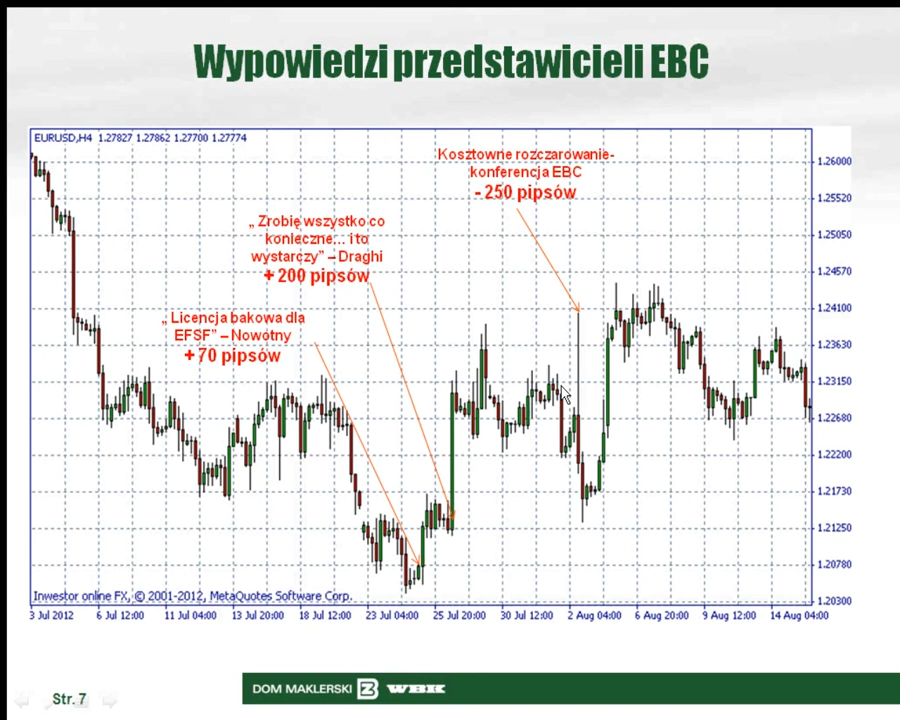 Wypowiedzi przedstawicieli EBC
EURUSD,H4 1.27827 1.27862 1.27700 1.27774
Kosztowne rozczarowanie-
konferencja EBC
- 250 pipsów
„ Zrobię wszystko co
konieczne... i to
wystarczy” – Draghi
+ 200 pipsów
„ Licencja bakowa dla
EFSF” – Nowotny
+ 70 pipsów
1.26000
1.25520
1.25050
1.24570
1.24100
1.23630
1.23150
1.22680
1.22200
1.21730
1.21250
1.20780
1.20300
Inwestor online FX, © 2001-2012, MetaQuotes Software Corp.
3 Jul 2012 6 Jul 12:00 11 Jul 04:00 13 Jul 20:00 18 Jul 12:00 23 Jul 04:00 25 Jul 20:00 30 Jul 12:00 2 Aug 04:00 6 Aug 20:00 9 Aug 12:00 14 Aug 04:00
Str. 7
DOM MAKLERSKI Z WBK